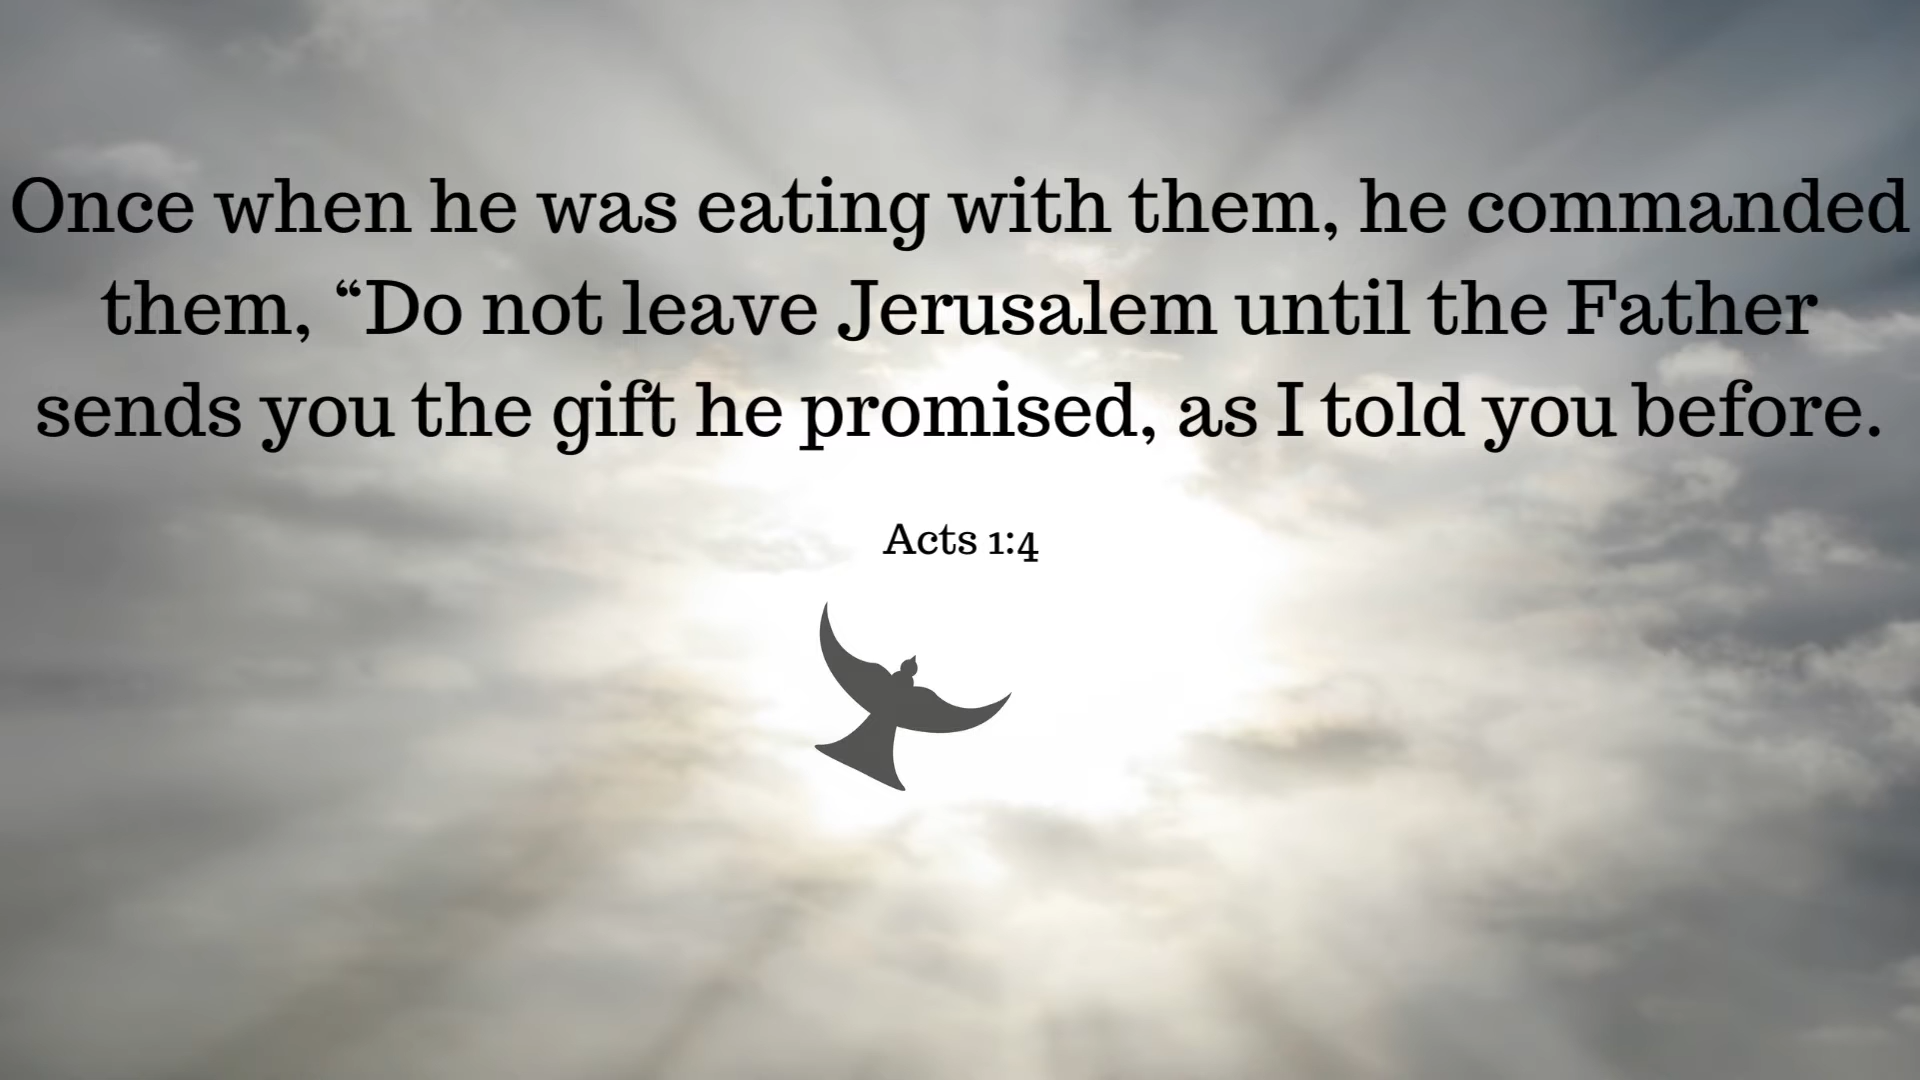 Once when he was eating with them, he commanded
them, “Do not leave Jerusalem until the Father
sends you the gift he promised, as I told you before.
Acts 1:4